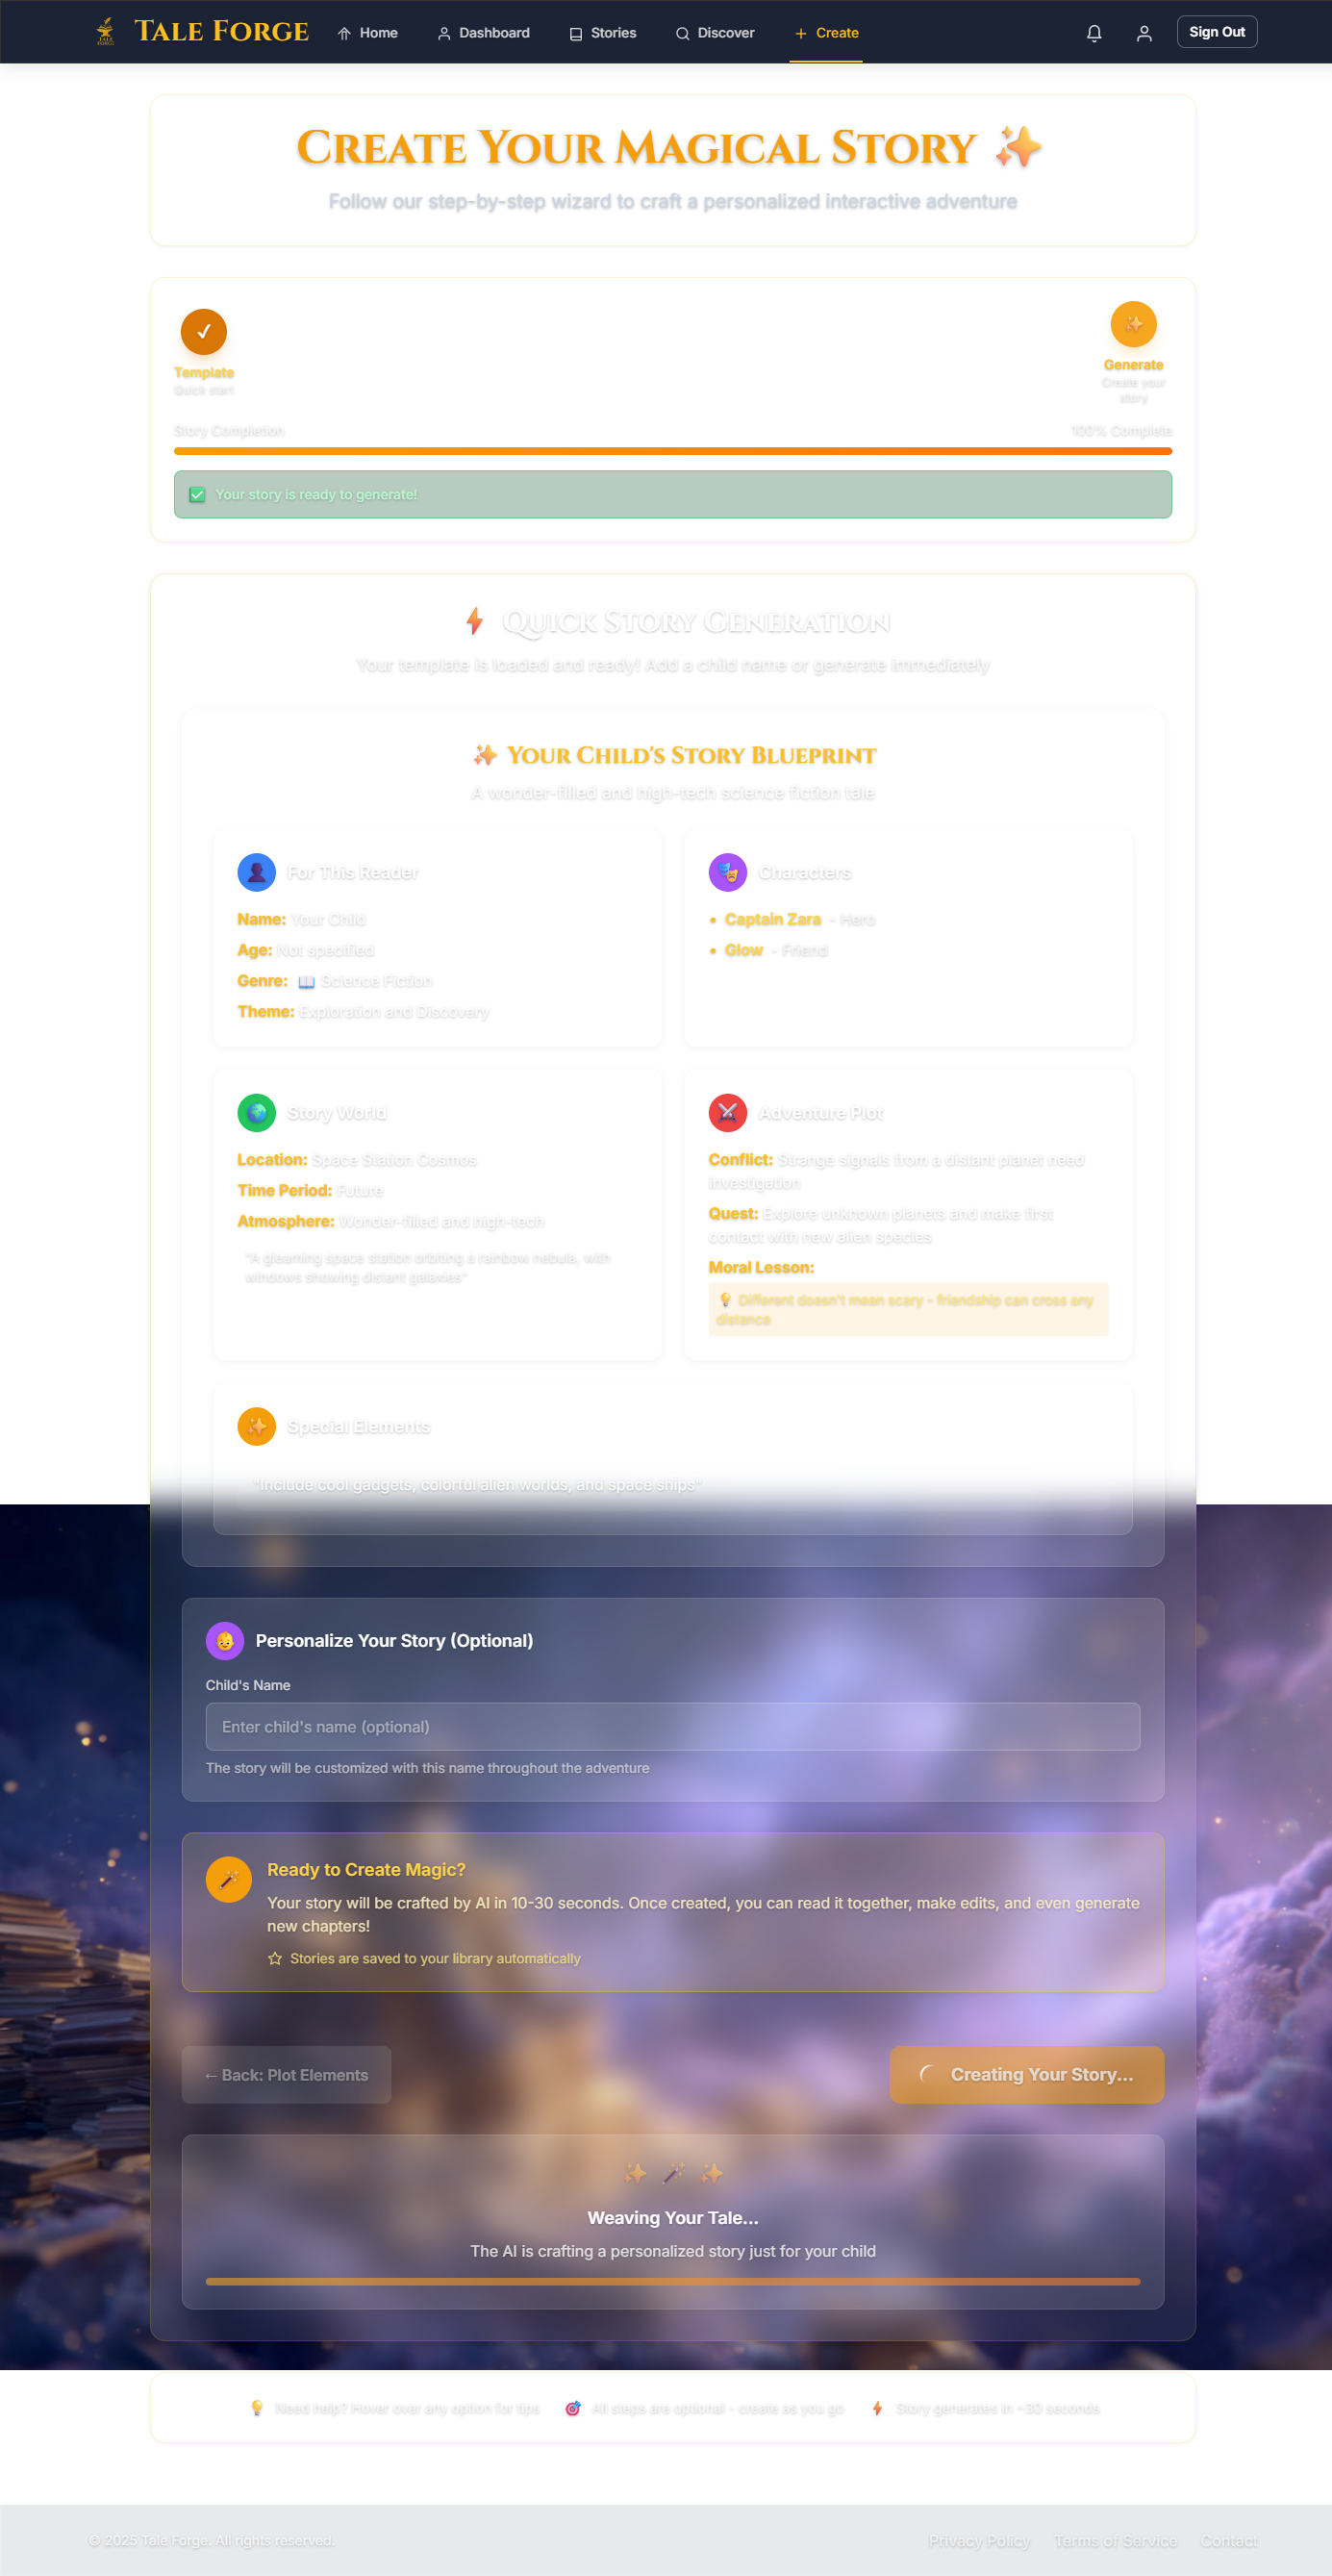 TALE FORGE
Tale Forge
Home
Dashboard
Stories
Discover
Create
Sign Out
Create Your Magical Story ✨
Follow our step-by-step wizard to craft a personalized interactive adventure
Template
Quick start
Generate
Create your
story
Story Completion
100% Complete
Your story is ready to generate!
Quick Story Generation
Your template is loaded and ready! Add a child name or generate immediately
✨ Your Child's Story Blueprint
A wonder-filled and high-tech science fiction tale
For This Reader
Name: Your Child
Age: Not specified
Genre: 📖 Science Fiction
Theme: Exploration and Discovery
Characters
• Captain Zara - Hero
• Glow - Friend
Story World
Location: Space Station Cosmos
Time Period: Future
Atmosphere: Wonder-filled and high-tech
"A gleaming space station orbiting a rainbow nebula, with
windows showing distant galaxies"
Adventure Plot
Conflict: Strange signals from a distant planet need
investigation
Quest: Explore unknown planets and make first
contact with new alien species
Moral Lesson:
💡 Different doesn't mean scary - friendship can cross any
distance
Special Elements
"Include cool gadgets, colorful alien worlds, and space ships"
Personalize Your Story (Optional)
Child's Name
Enter child's name (optional)
The story will be customized with this name throughout the adventure
Ready to Create Magic?
Your story will be crafted by AI in 10-30 seconds. Once created, you can read it together, make edits, and even generate
new chapters!
Stories are saved to your library automatically
← Back: Plot Elements
Creating Your Story...
Weaving Your Tale...
The AI is crafting a personalized story just for your child
Need help? Hover over any option for tips
All steps are optional - create as you go
Story generates in ~30 seconds
© 2025 Tale Forge. All rights reserved.
Privacy Policy
Terms of Service
Contact